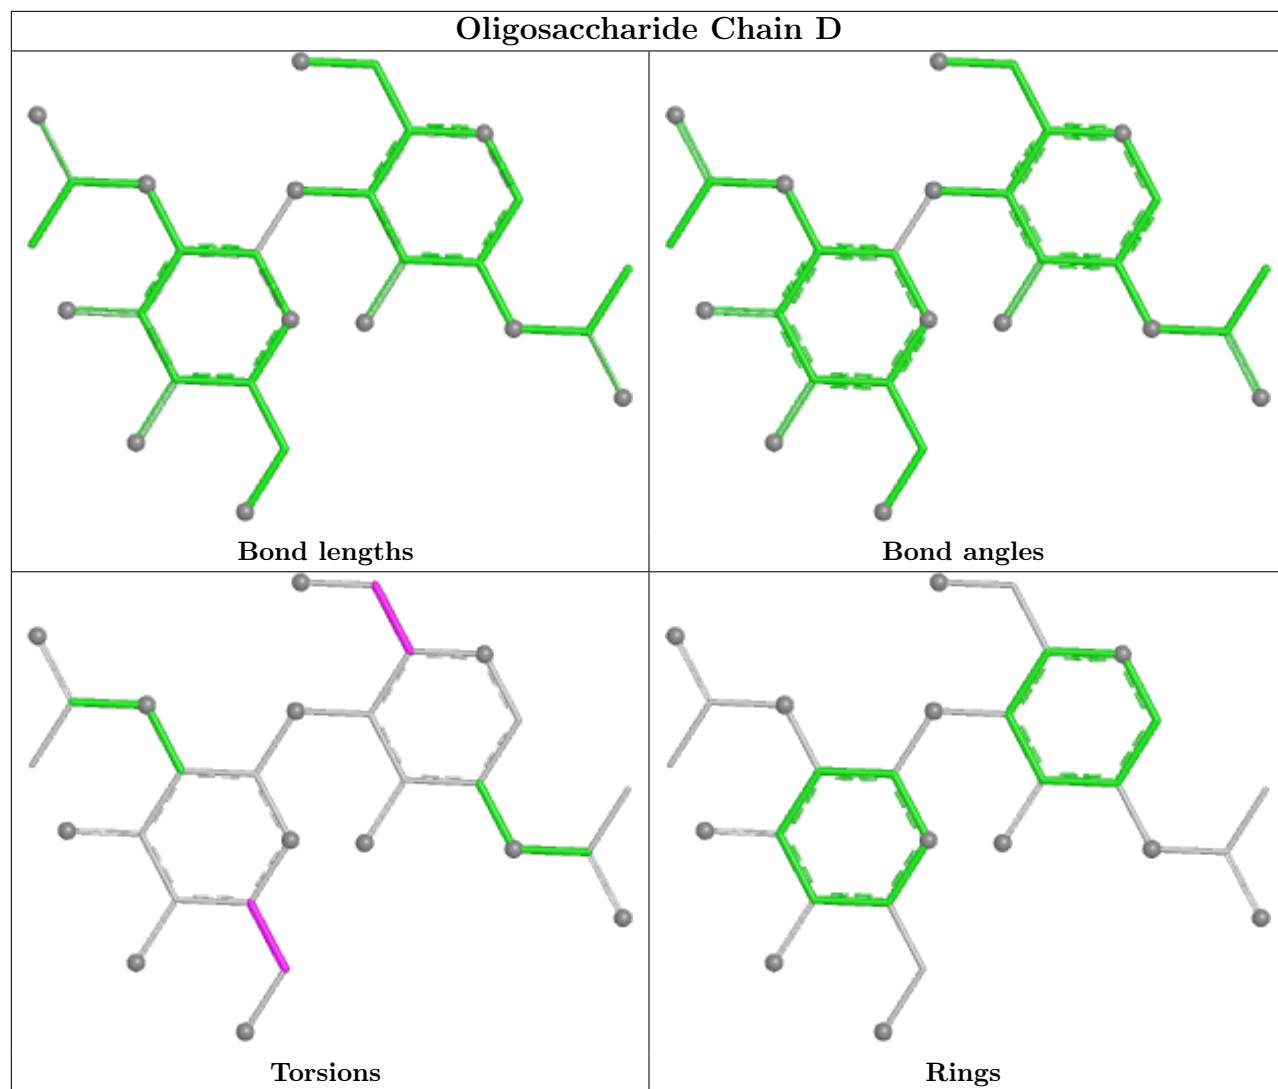 Oligosaccharide Chain D
Bond lengths
Bond angles
Torsions
Rings